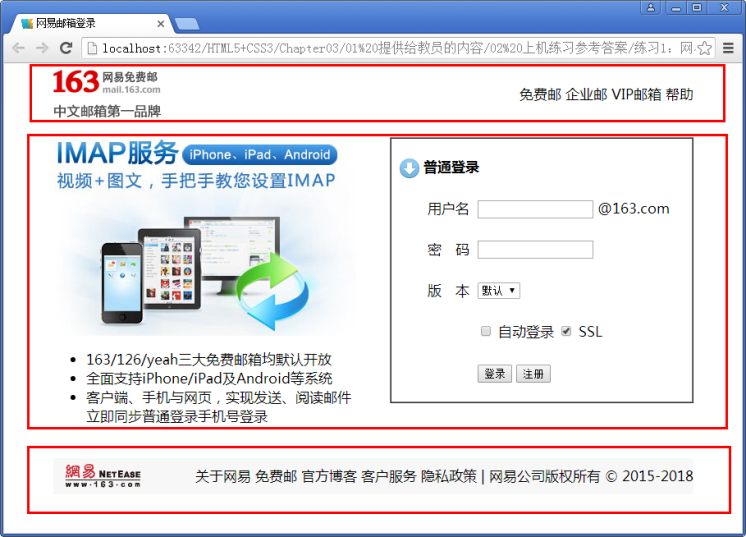 网易邮箱登录
localhost:63342/HTML5+CSS3/Chapter03/01%20提供给教员的内容/02%20上机练习参考答案/练习1：网
163 网易免费邮
mail.163.com
中文邮箱第一品牌
免费邮 企业邮 VIP邮箱 帮助
IMAP服务 iPhone、iPad、Android
视频+图文，手把手教您设置IMAP
163/126/yeah三大免费邮箱均默认开放
全面支持iPhone/iPad及Android等系统
客户端、手机与网页，实现发送、阅读邮件
立即同步普通登录手机号登录
普通登录
用户名 @163.com
密 码
版 本 默认
自动登录 SSL
登录 注册
網易 NETEASE
www.163.com
关于网易 免费邮 官方博客 客户服务 隐私政策 | 网易公司版权所有 © 2015-2018